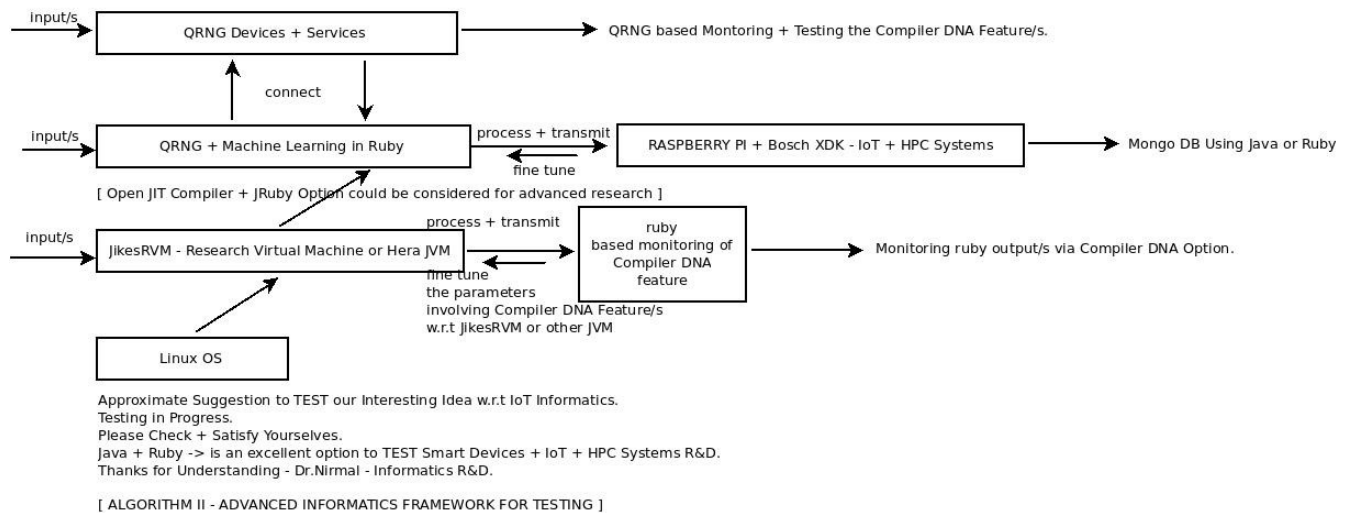 input/s
QRNG Devices + Services
QRNG based Montoring + Testing the Compiler DNA Feature/s.
connect
input/s
QRNG + Machine Learning in Ruby
process + transmit
fine tune
RASPBERRY PI + Bosch XDK - IoT + HPC Systems
Mongo DB Using Java or Ruby
[ Open JIT Compiler + JRuby Option could be considered for advanced research ]
input/s
JikesRVM - Research Virtual Machine or Hera JVM
process + transmit
fine tune
the parameters
involving Compiler DNA Feature/s
w.r.t JikesRVM or other JVM
ruby
based monitoring of
Compiler DNA
feature
Monitoring ruby output/s via Compiler DNA Option.
Linux OS
Approximate Suggestion to TEST our Interesting Idea w.r.t IoT Informatics.
Testing in Progress.
Please Check + Satisfy Yourselves.
Java + Ruby -> is an excellent option to TEST Smart Devices + IoT + HPC Systems R&D.
Thanks for Understanding - Dr.Nirmal - Informatics R&D.
[ ALGORITHM II - ADVANCED INFORMATICS FRAMEWORK FOR TESTING ]